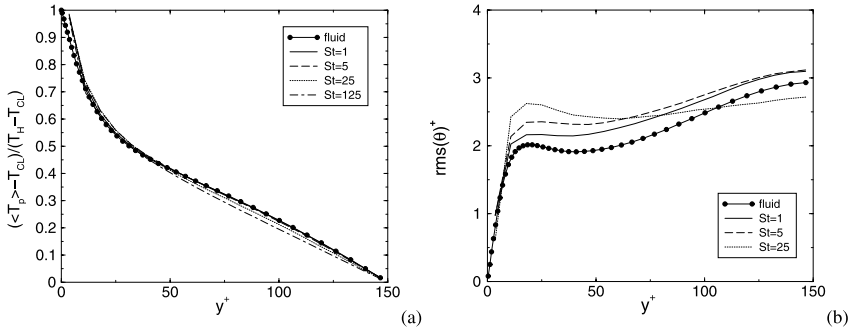 (<T_p>−T_CL)/(T_H−T_CL)
1
0.9
0.8
0.7
0.6
0.5
0.4
0.3
0.2
0.1
0
0 50 100 150
y^+
fluid
St=1
St=5
St=25
St=125
(a)
rms(θ)^+
4
3
2
1
0
0 50 100 150
y^+
fluid
St=1
St=5
St=25
(b)